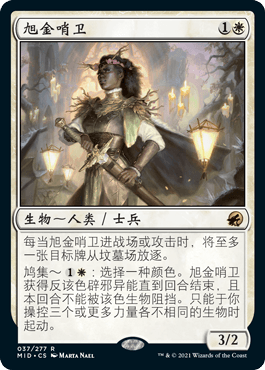 旭金哨卫 1
生物～人类／士兵
每当旭金哨卫进战场或攻击时，将至多
一张目标牌从坟墓场放逐。
鸠集～1：选择一种颜色。旭金哨卫
获得反该色辟邪异能直到回合结束，且
本回合不能被该色生物阻挡。只能于你
操控三个或更多力量各不相同的生物时
起动。
3/2
037/277 R
MID • CS MARTA NAEL
™ & © 2021 Wizards of the Coast